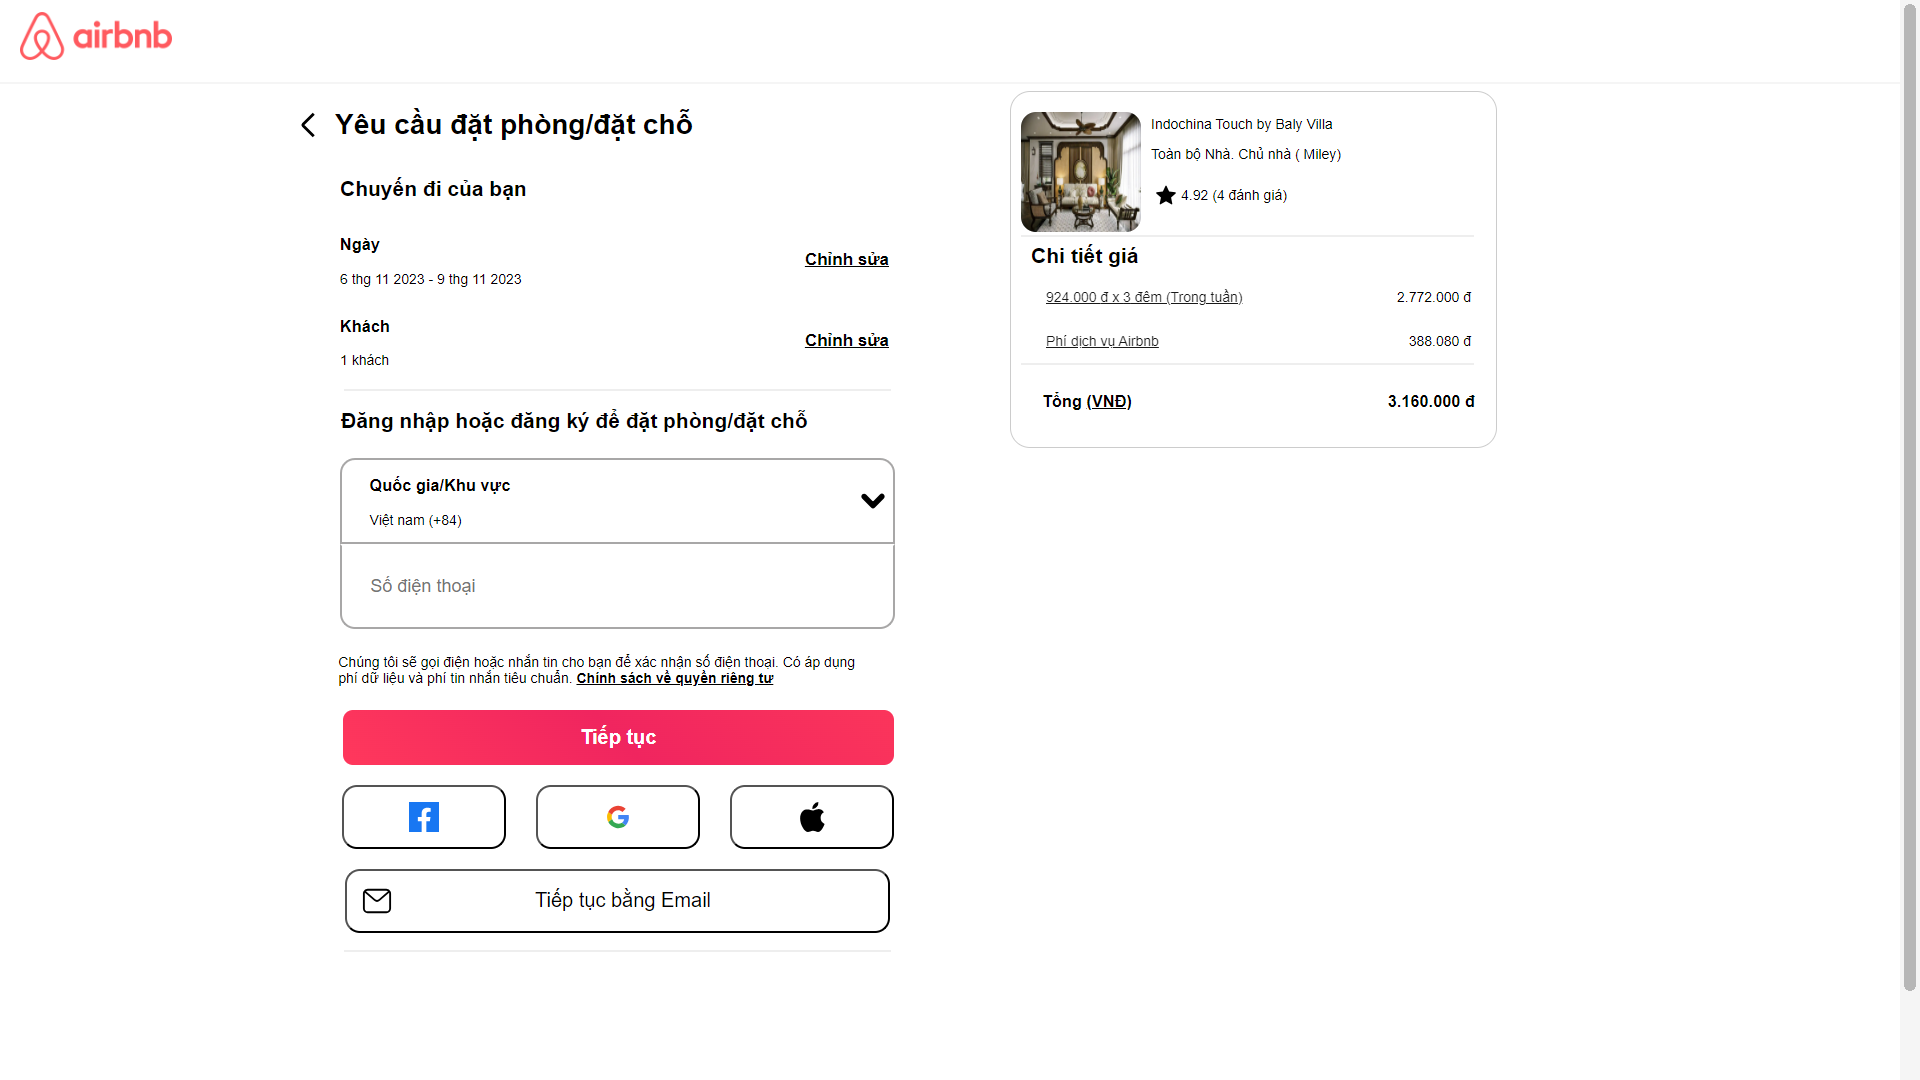 airbnb
Yêu cầu đặt phòng/đặt chỗ
Chuyến đi của bạn
Ngày
6 thg 11 2023 - 9 thg 11 2023
Chỉnh sửa
Khách
1 khách
Chỉnh sửa
Đăng nhập hoặc đăng ký để đặt phòng/đặt chỗ
Quốc gia/Khu vực
Việt nam (+84)
Số điện thoại
Chúng tôi sẽ gọi điện hoặc nhắn tin cho bạn để xác nhận số điện thoại. Có áp dụng
phí dữ liệu và phí tin nhắn tiêu chuẩn. Chính sách về quyền riêng tư
Tiếp tục
Tiếp tục bằng Email
Indochina Touch by Baly Villa
Toàn bộ Nhà. Chủ nhà ( Miley)
4.92 (4 đánh giá)
Chi tiết giá
924.000 đ x 3 đêm (Trong tuần) 2.772.000 đ
Phí dịch vụ Airbnb 388.080 đ
Tổng (VNĐ) 3.160.000 đ